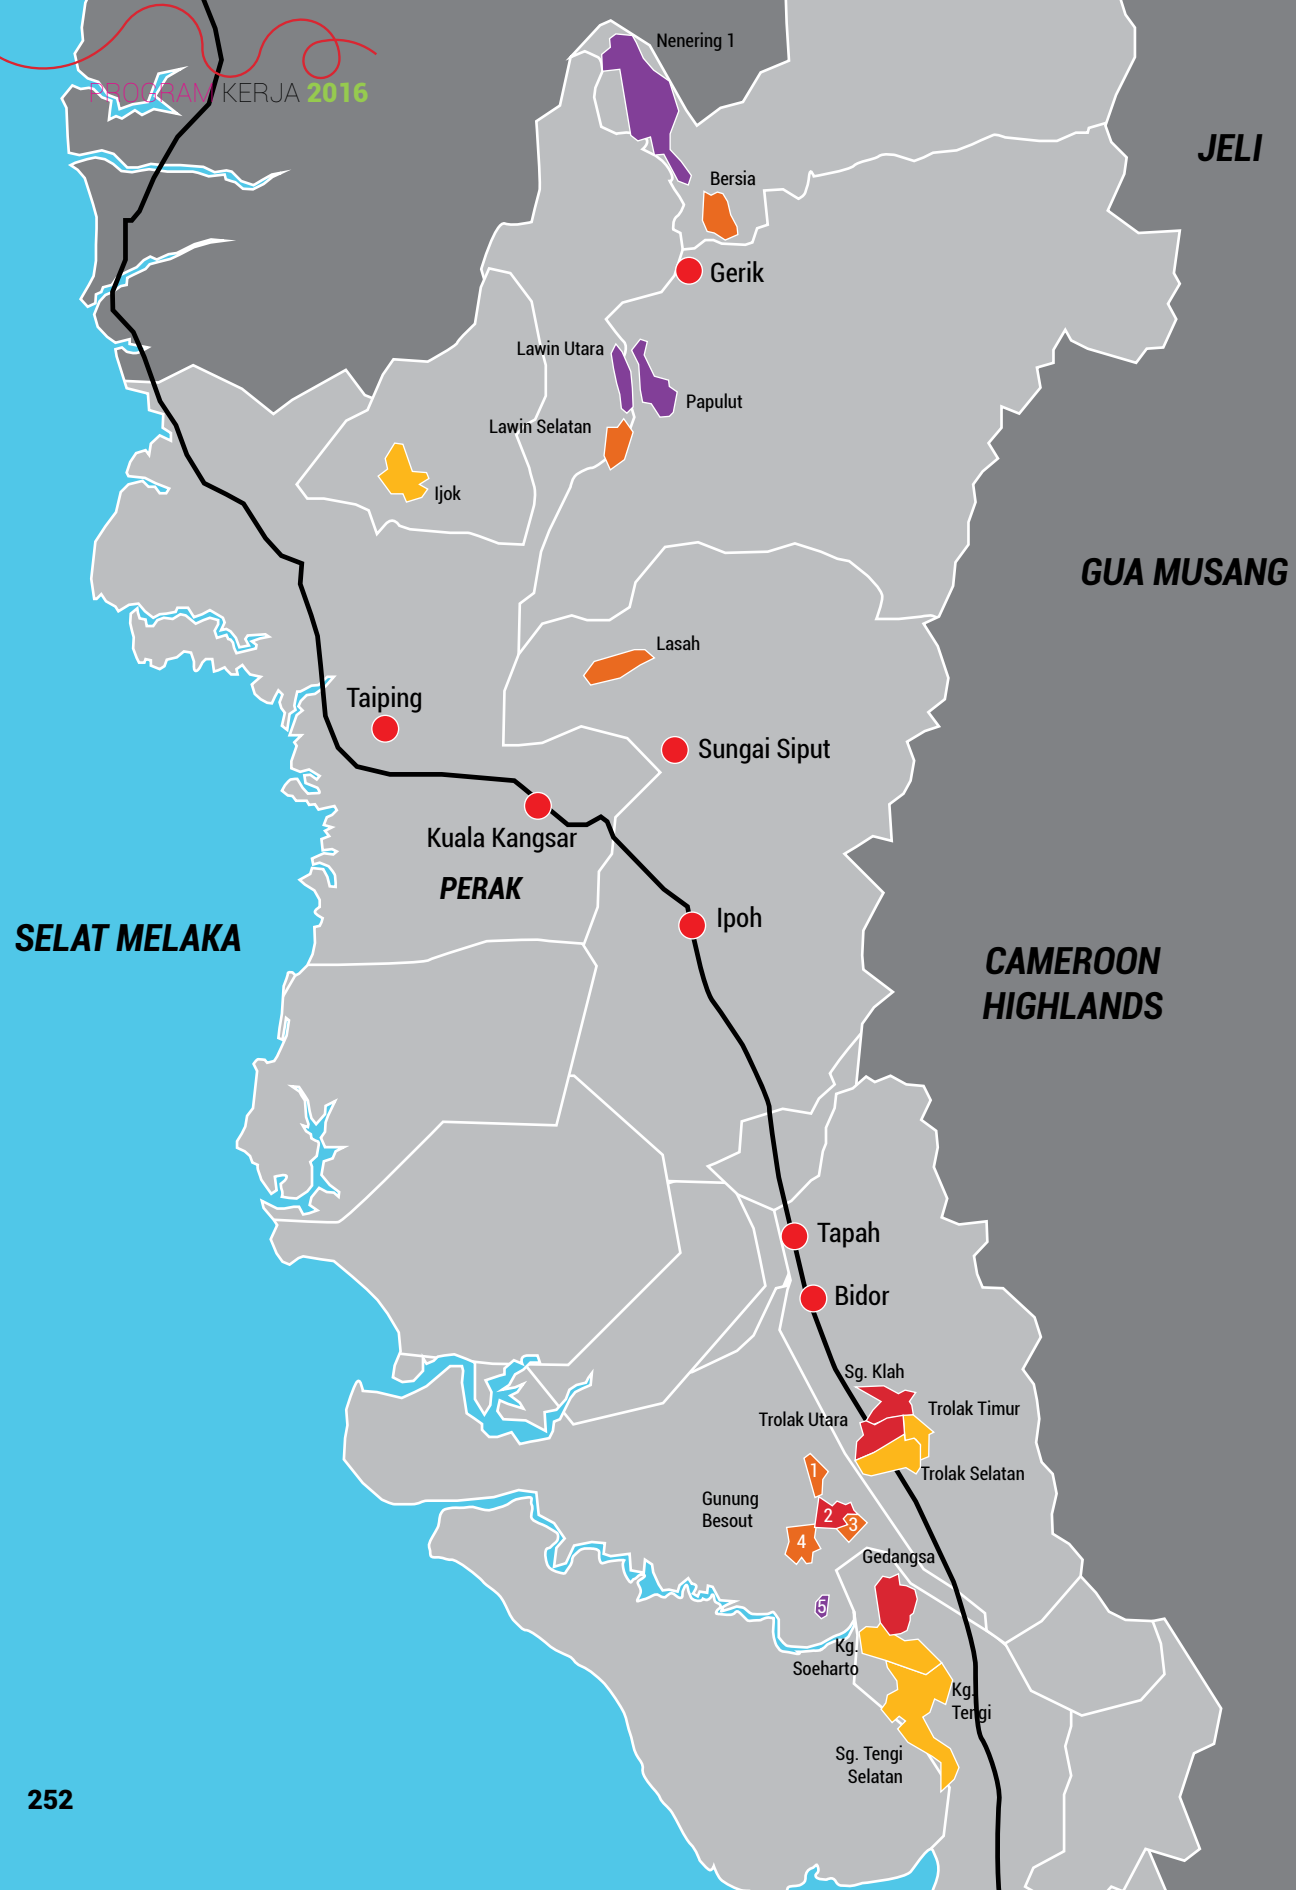 Nenering 1
PROGRAM KERJA 2016
JELI
Bersia
Gerik
Lawin Utara
Papulut
Lawin Selatan
Ijok
GUA MUSANG
Lasah
Taiping
Sungai Siput
Kuala Kangsar
PERAK
Ipoh
SELAT MELAKA
CAMEROON
HIGHLANDS
Tapah
Bidor
Sg. Klah
Trolak Timur
Trolak Utara
Trolak Selatan
1
Gunung
Besout
2
3
4
Gedangsa
5
Kg.
Soeharto
Kg.
Tengi
Sg. Tengi
Selatan
252